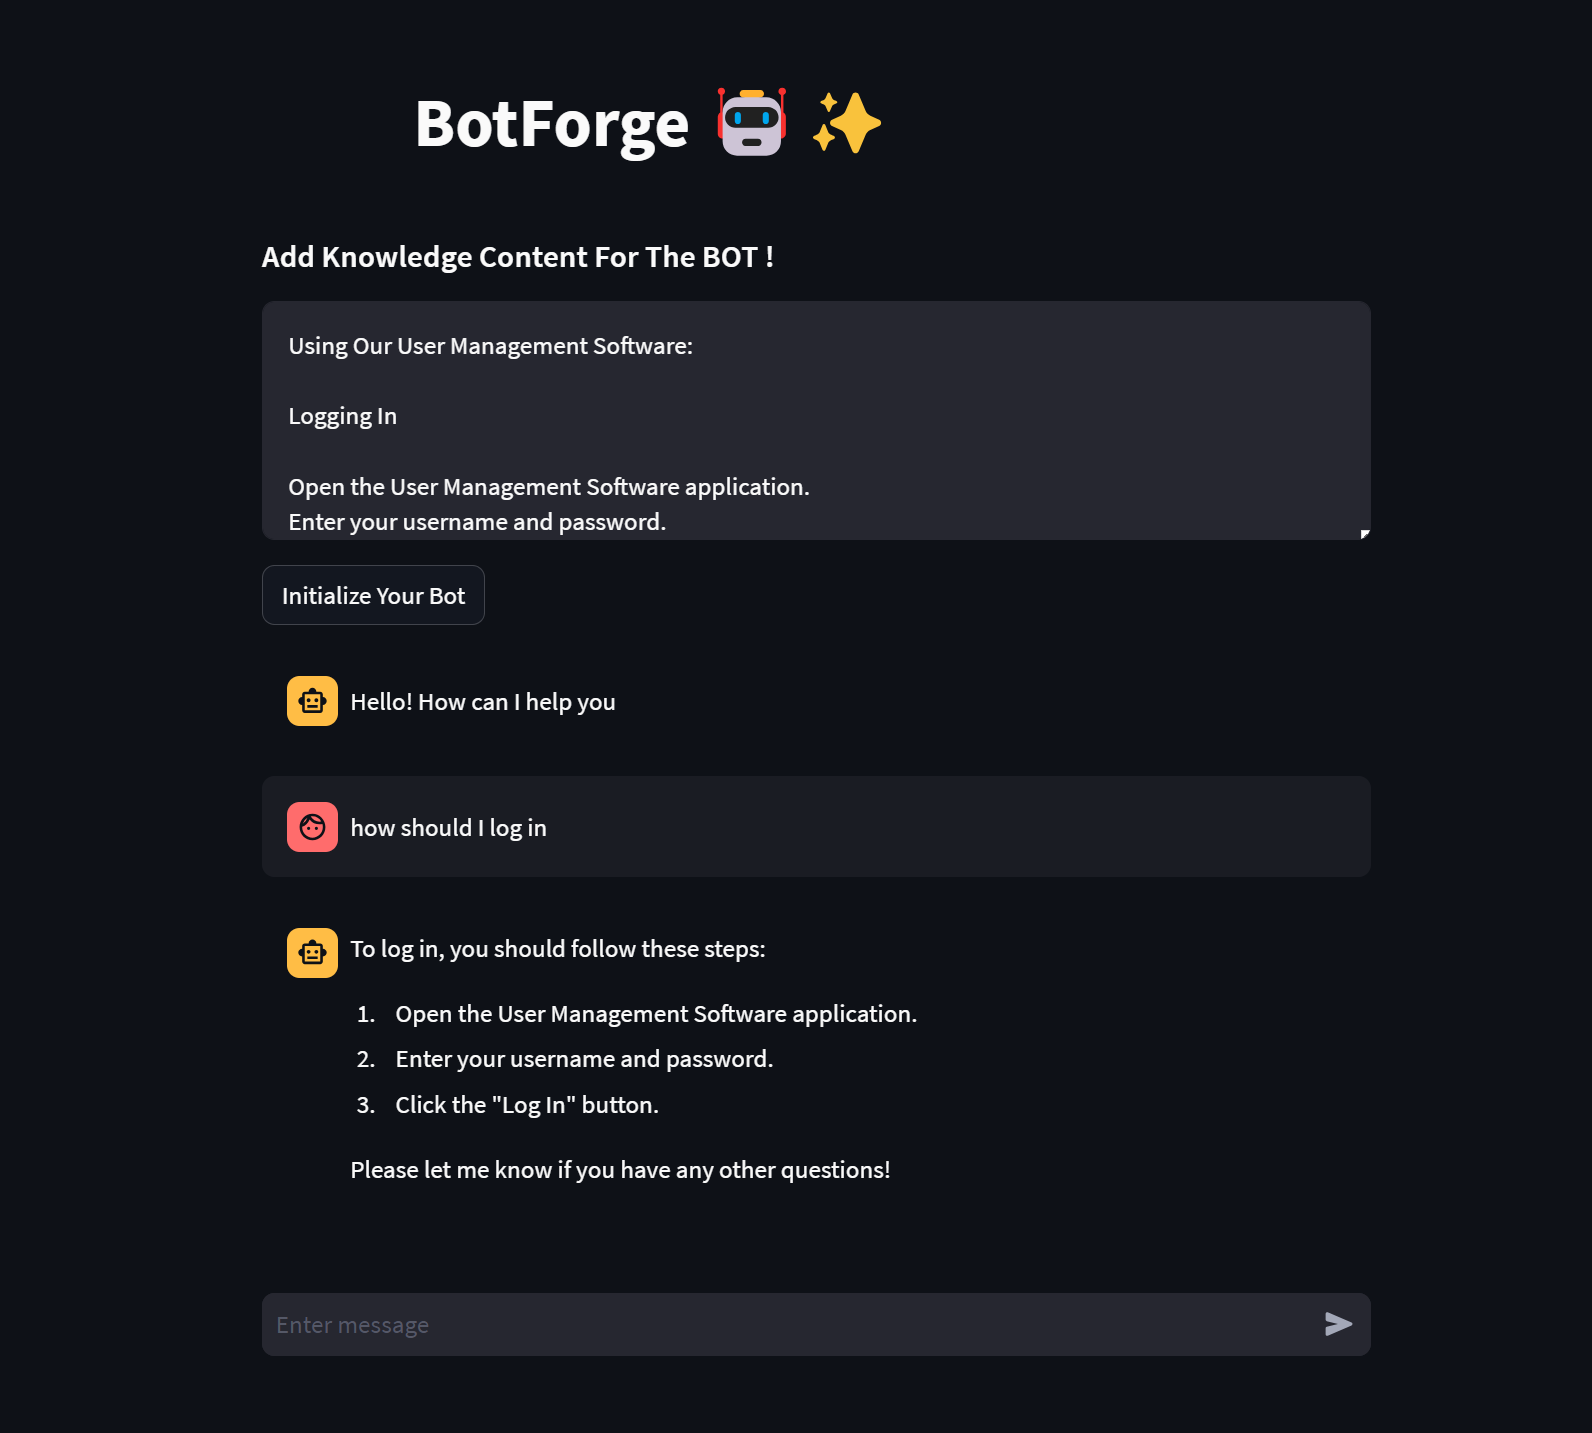 BotForge 🤖 ✨
Add Knowledge Content For The BOT !
Using Our User Management Software:
Logging In
Open the User Management Software application.
Enter your username and password.
Initialize Your Bot
Hello! How can I help you
how should I log in
To log in, you should follow these steps:
1. Open the User Management Software application.
2. Enter your username and password.
3. Click the "Log In" button.
Please let me know if you have any other questions!
Enter message